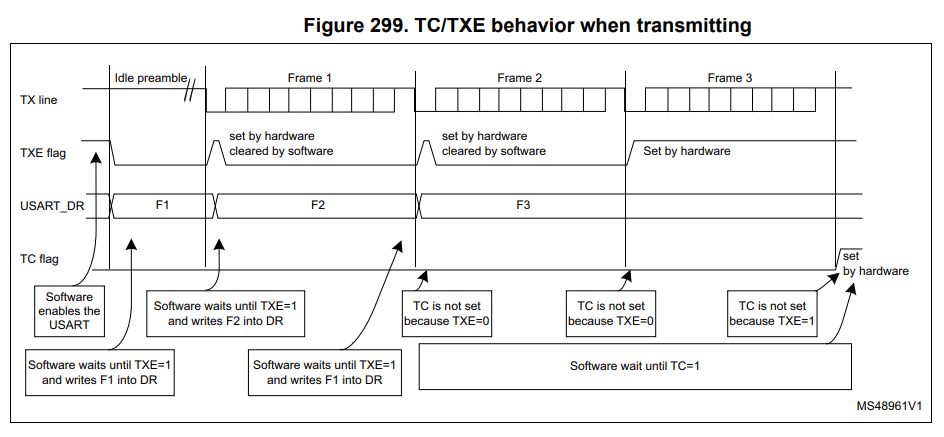 Figure 299. TC/TXE behavior when transmitting
Idle preamble
Frame 1
Frame 2
Frame 3
TX line
TXE flag
set by hardware
cleared by software
set by hardware
cleared by software
Set by hardware
USART_DR
F1
F2
F3
TC flag
set
by hardware
Software
enables the
USART
Software waits until TXE=1
and writes F2 into DR
TC is not set
because TXE=0
TC is not set
because TXE=0
TC is not set
because TXE=1
Software waits until TXE=1
and writes F1 into DR
Software waits until TXE=1
and writes F1 into DR
Software wait until TC=1
MS48961V1